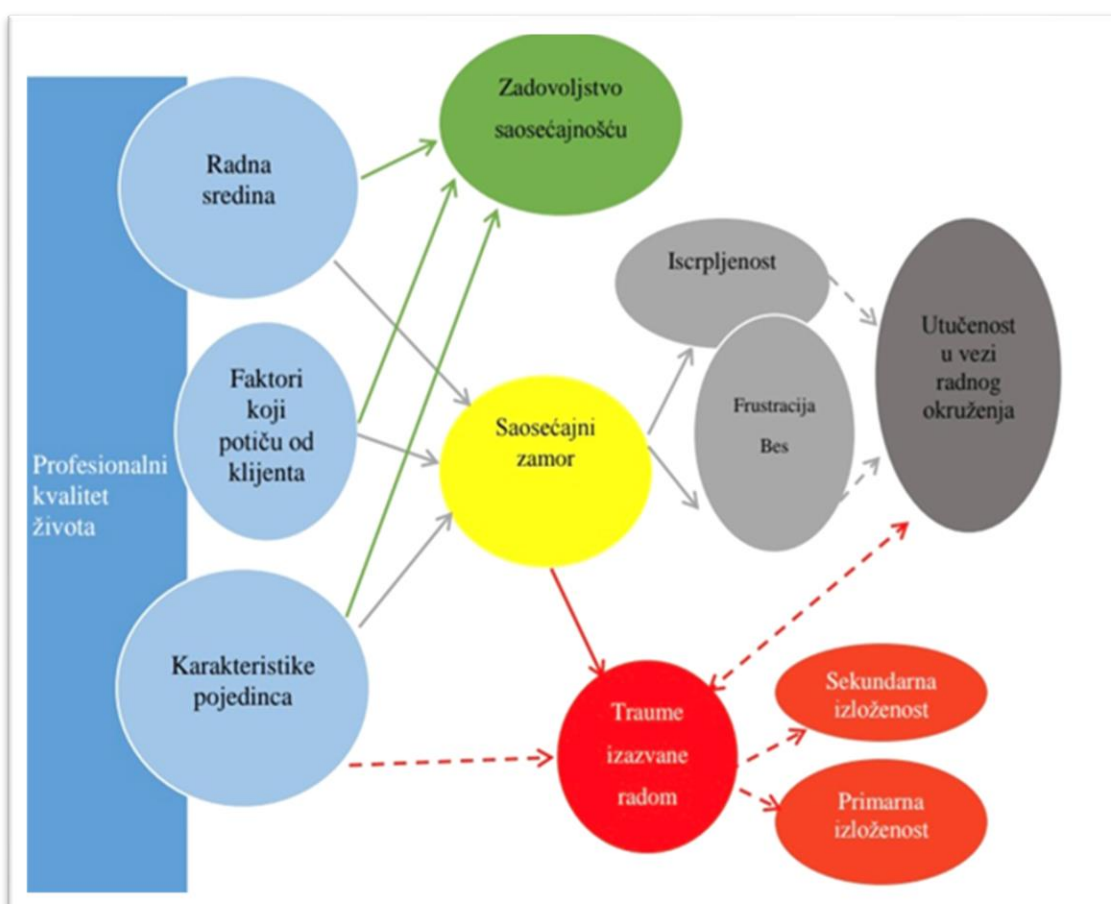 Zadovoljstvo
saosećajnošću
Radna
sredina
Iscrpljenost
Utučenost
u vezi
radnog
okruženja
Faktori
koji
potiču od
klijenta
Frustracija
Bes
Saosećajni
zamor
Profesionalni
kvalitet
života
Karakteristike
pojedinca
Traume
izazvane
radom
Sekundarna
izloženost
Primarna
izloženost